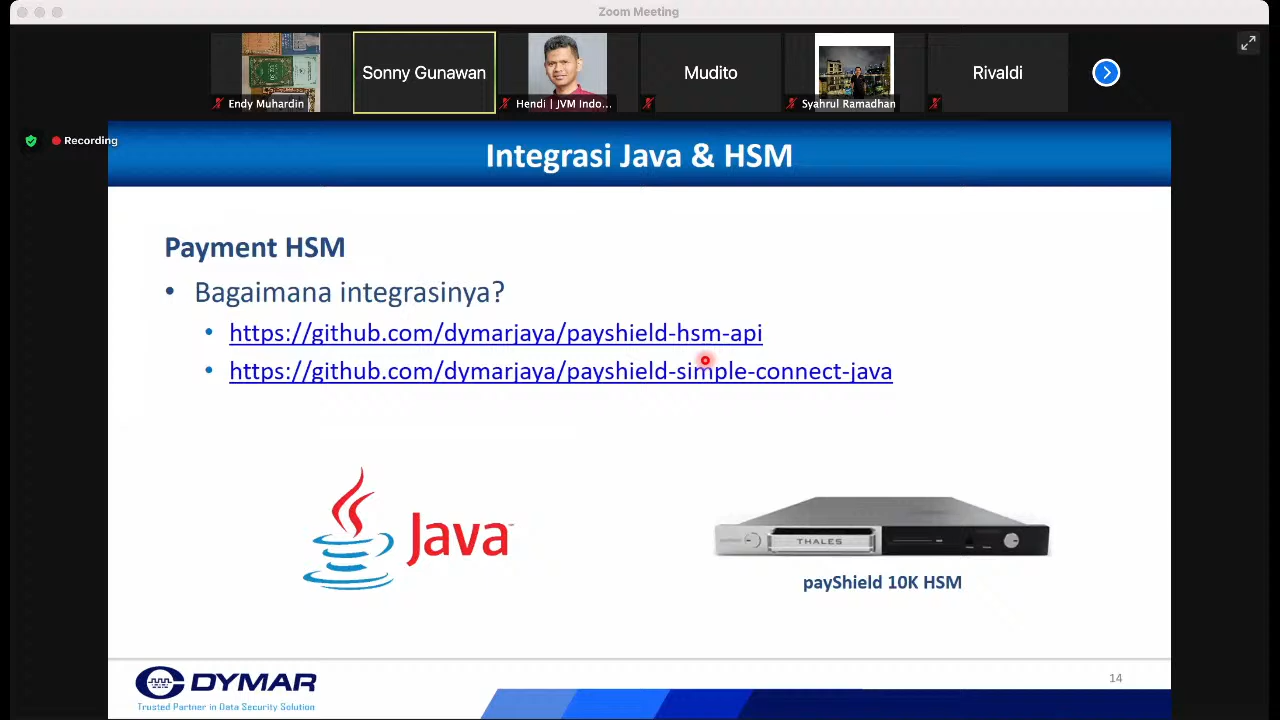 Zoom Meeting
Endy Muhardin
Sonny Gunawan
Hendi | JVM Indo...
Mudito
Syahrul Ramadhan
Rivaldi
Recording
Integrasi Java & HSM
Payment HSM
• Bagaimana integrasinya?
• https://github.com/dymarjaya/payshield-hsm-api
• https://github.com/dymarjaya/payshield-simple-connect-java
Java
THALES
payShield 10K HSM
DYMAR
Trusted Partner in Data Security Solution
14